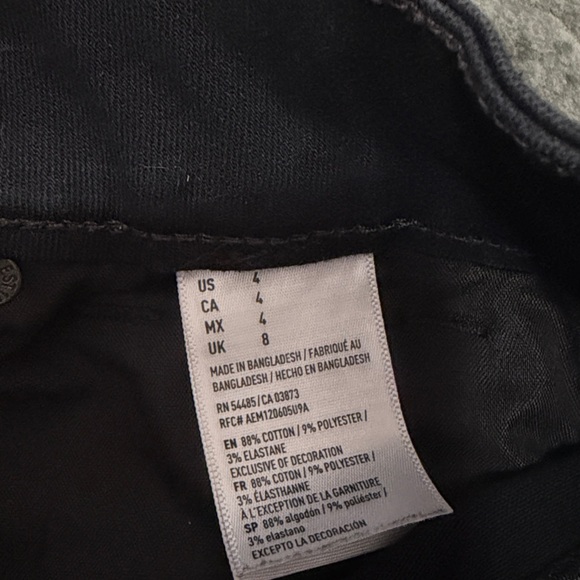 US 4
CA 4
MX 4
UK 8
MADE IN BANGLADESH / FABRIQUÉ AU
BANGLADESH / HECHO EN BANGLADESH
RN 54485/CA 03873
RFC# AEM120605U9A
EN 88% COTTON / 9% POLYESTER /
3% ELASTANE
EXCLUSIVE OF DECORATION
FR 88% COTON / 9% POLYESTER /
3% ÉLASTHANNE
À L'EXCEPTION DE LA GARNITURE
SP 88% algodón / 9% poliéster /
3% elastano
EXCEPTO LA DECORACIÓN